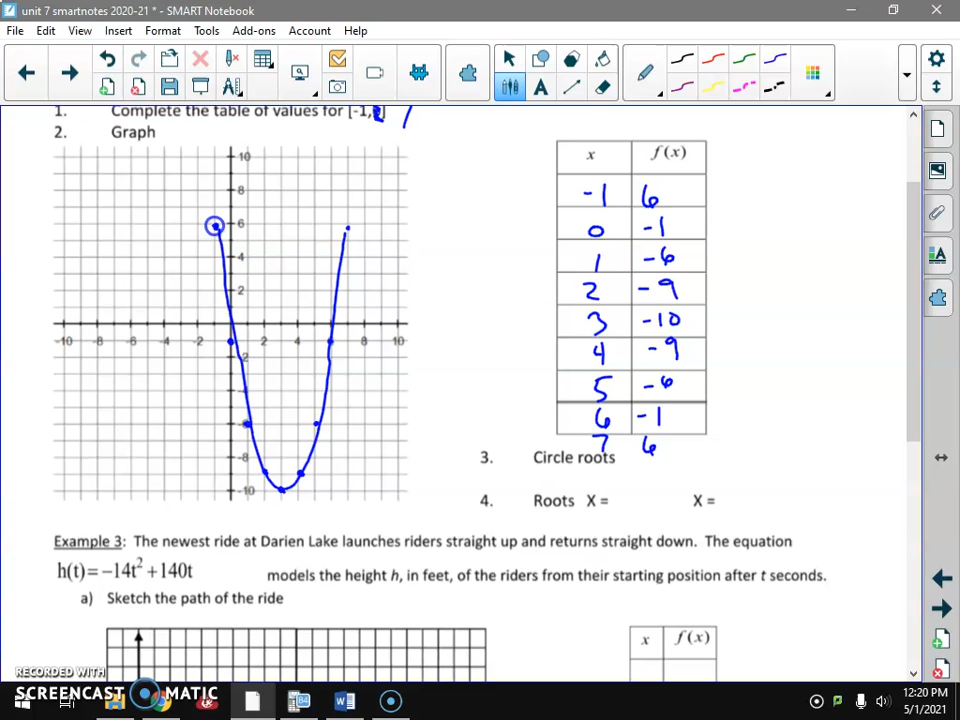 unit 7 smartnotes 2020-21 * - SMART Notebook
File Edit View Insert Format Tools Add-ons Account Help
1. Complete the table of values for [-1, ] 7
2. Graph
10
8
6
4
2
-10 -8 -6 -4 -2 2 4 6 8 10
-2
-4
-6
-8
-10
x f(x)
-1 6
0 -1
1 -6
2 -9
3 -10
4 -9
5 -6
6 -1
7 6
3. Circle roots
4. Roots X = X =
Example 3: The newest ride at Darien Lake launches riders straight up and returns straight down. The equation
h(t)= −14t² +140t models the height h, in feet, of the riders from their starting position after t seconds.
a) Sketch the path of the ride
x f(x)
RECORDED WITH
SCREENCAST MATIC
84
12:20 PM
5/1/2021